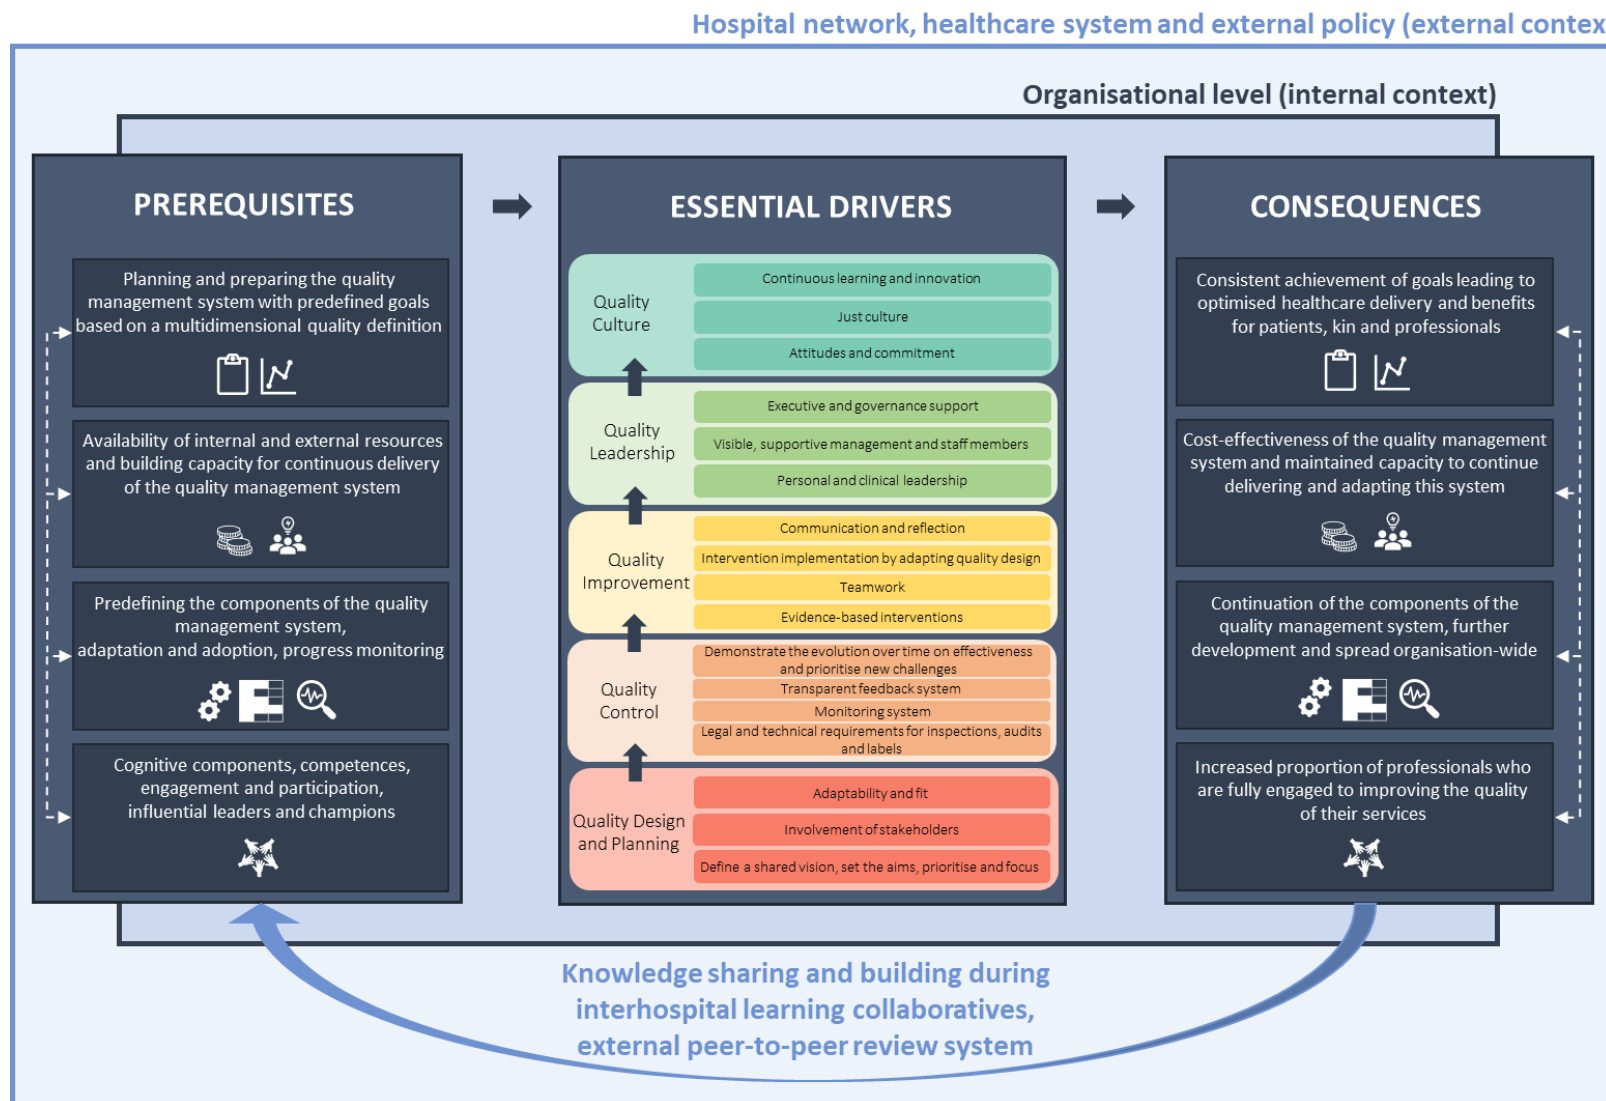 Hospital network, healthcare system and external policy (external contex
Organisational level (internal context)
PREREQUISITES
Planning and preparing the quality
management system with predefined goals
based on a multidimensional quality definition
Availability of internal and external resources
and building capacity for continuous delivery
of the quality management system
Predefining the components of the quality
management system,
adaptation and adoption, progress monitoring
Cognitive components, competences,
engagement and participation,
influential leaders and champions
ESSENTIAL DRIVERS
Quality
Culture
Continuous learning and innovation
Just culture
Attitudes and commitment
Quality
Leadership
Executive and governance support
Visible, supportive management and staff members
Personal and clinical leadership
Quality
Improvement
Communication and reflection
Intervention implementation by adapting quality design
Teamwork
Evidence-based interventions
Quality
Control
Demonstrate the evolution over time on effectiveness
and prioritise new challenges
Transparent feedback system
Monitoring system
Legal and technical requirements for inspections, audits
and labels
Quality Design
and Planning
Adaptability and fit
Involvement of stakeholders
Define a shared vision, set the aims, prioritise and focus
CONSEQUENCES
Consistent achievement of goals leading to
optimised healthcare delivery and benefits
for patients, kin and professionals
Cost-effectiveness of the quality management
system and maintained capacity to continue
delivering and adapting this system
Continuation of the components of the
quality management system, further
development and spread organisation-wide
Increased proportion of professionals who
are fully engaged to improving the quality
of their services
Knowledge sharing and building during
interhospital learning collaboratives,
external peer-to-peer review system